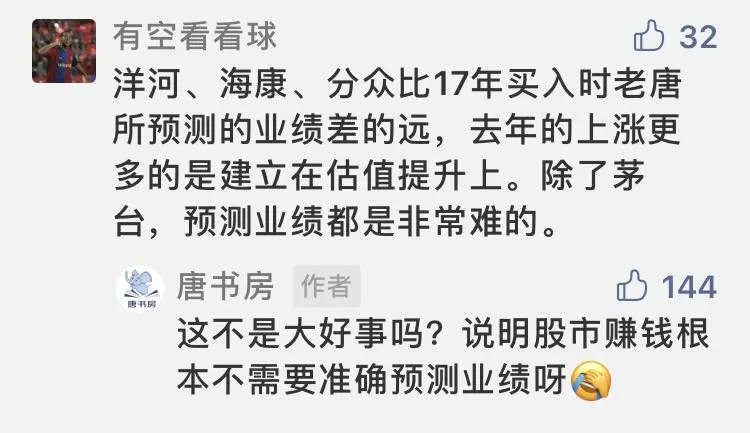 有空看看球 32
洋河、海康、分众比17年买入时老唐
所预测的业绩差的远，去年的上涨更
多的是建立在估值提升上。除了茅
台，预测业绩都是非常难的。
唐书房 作者 144
唐书房
这不是大好事吗？说明股市赚钱根
本不需要准确预测业绩呀🤦